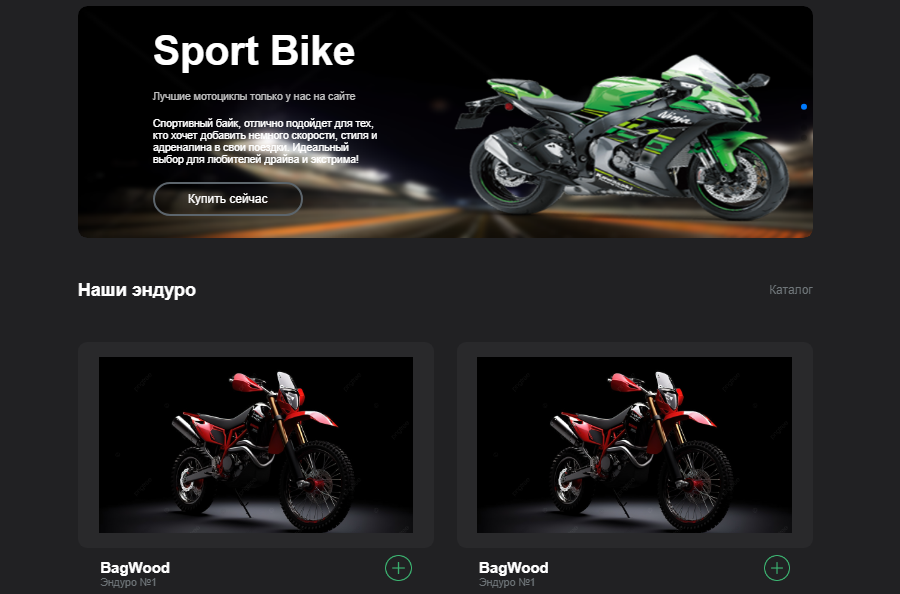 Sport Bike
Лучшие мотоциклы только у нас на сайте
Спортивный байк, отлично подойдет для тех,
кто хочет добавить немного скорости, стиля и
адреналина в свои поездки. Идеальный
выбор для любителей драйва и экстрима!
Купить сейчас
Ninja
Kawasaki
Наши эндуро
Каталог
BagWood
Эндуро №1
BagWood
Эндуро №1